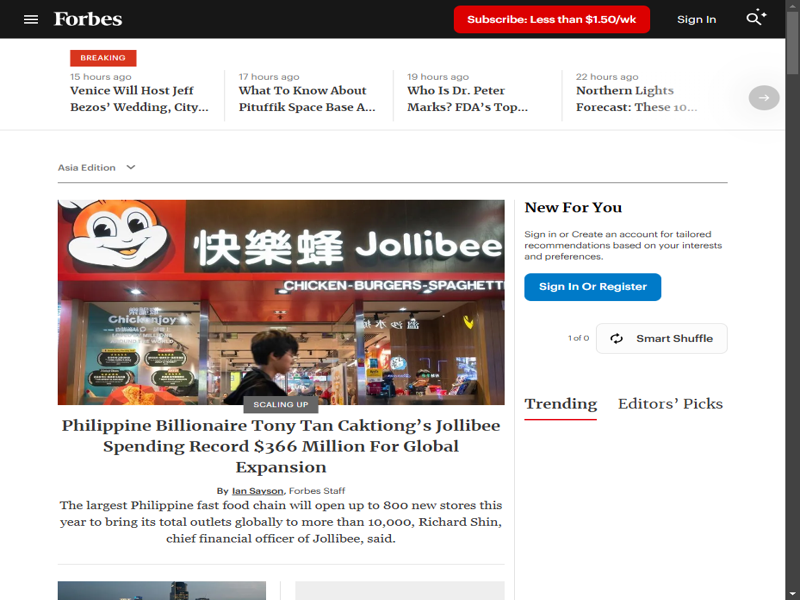 Forbes
Subscribe: Less than $1.50/wk
Sign In
BREAKING
15 hours ago
Venice Will Host Jeff
Bezos’ Wedding, City...
17 hours ago
What To Know About
Pituffik Space Base A...
19 hours ago
Who Is Dr. Peter
Marks? FDA’s Top...
22 hours ago
Northern Lights
Forecast: These 10...
Asia Edition
快樂蜂 Jollibee
CHICKEN-BURGERS-SPAGHETTI
Chickenjoy
SCALING UP
Philippine Billionaire Tony Tan Caktiong’s Jollibee
Spending Record $366 Million For Global
Expansion
By Ian Sayson, Forbes Staff
The largest Philippine fast food chain will open up to 800 new stores this
year to bring its total outlets globally to more than 10,000, Richard Shin,
chief financial officer of Jollibee, said.
New For You
Sign in or Create an account for tailored
recommendations based on your interests
and preferences.
Sign In Or Register
1 of 0
Smart Shuffle
Trending
Editors’ Picks